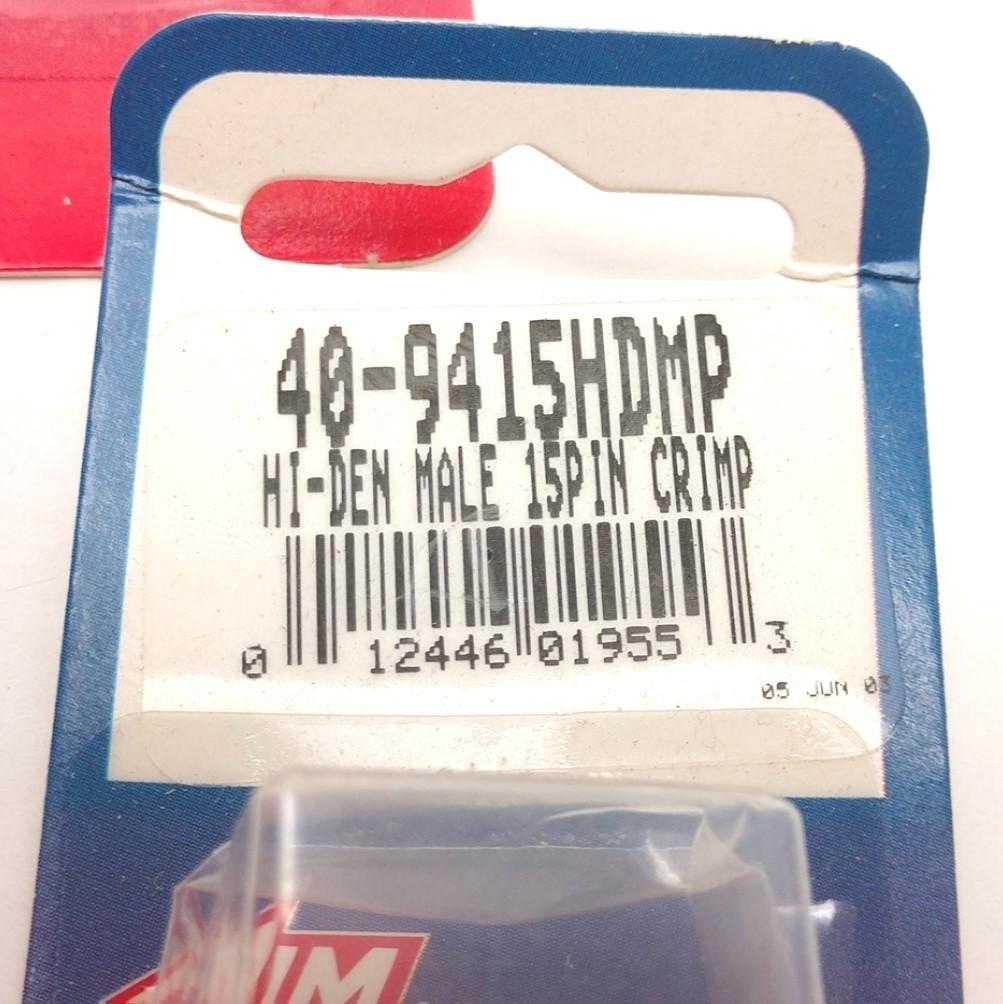 40-9415HDMP
HI-DEN MALE 15PIN CRIMP
0 12446 01955 3
05 JUN 03